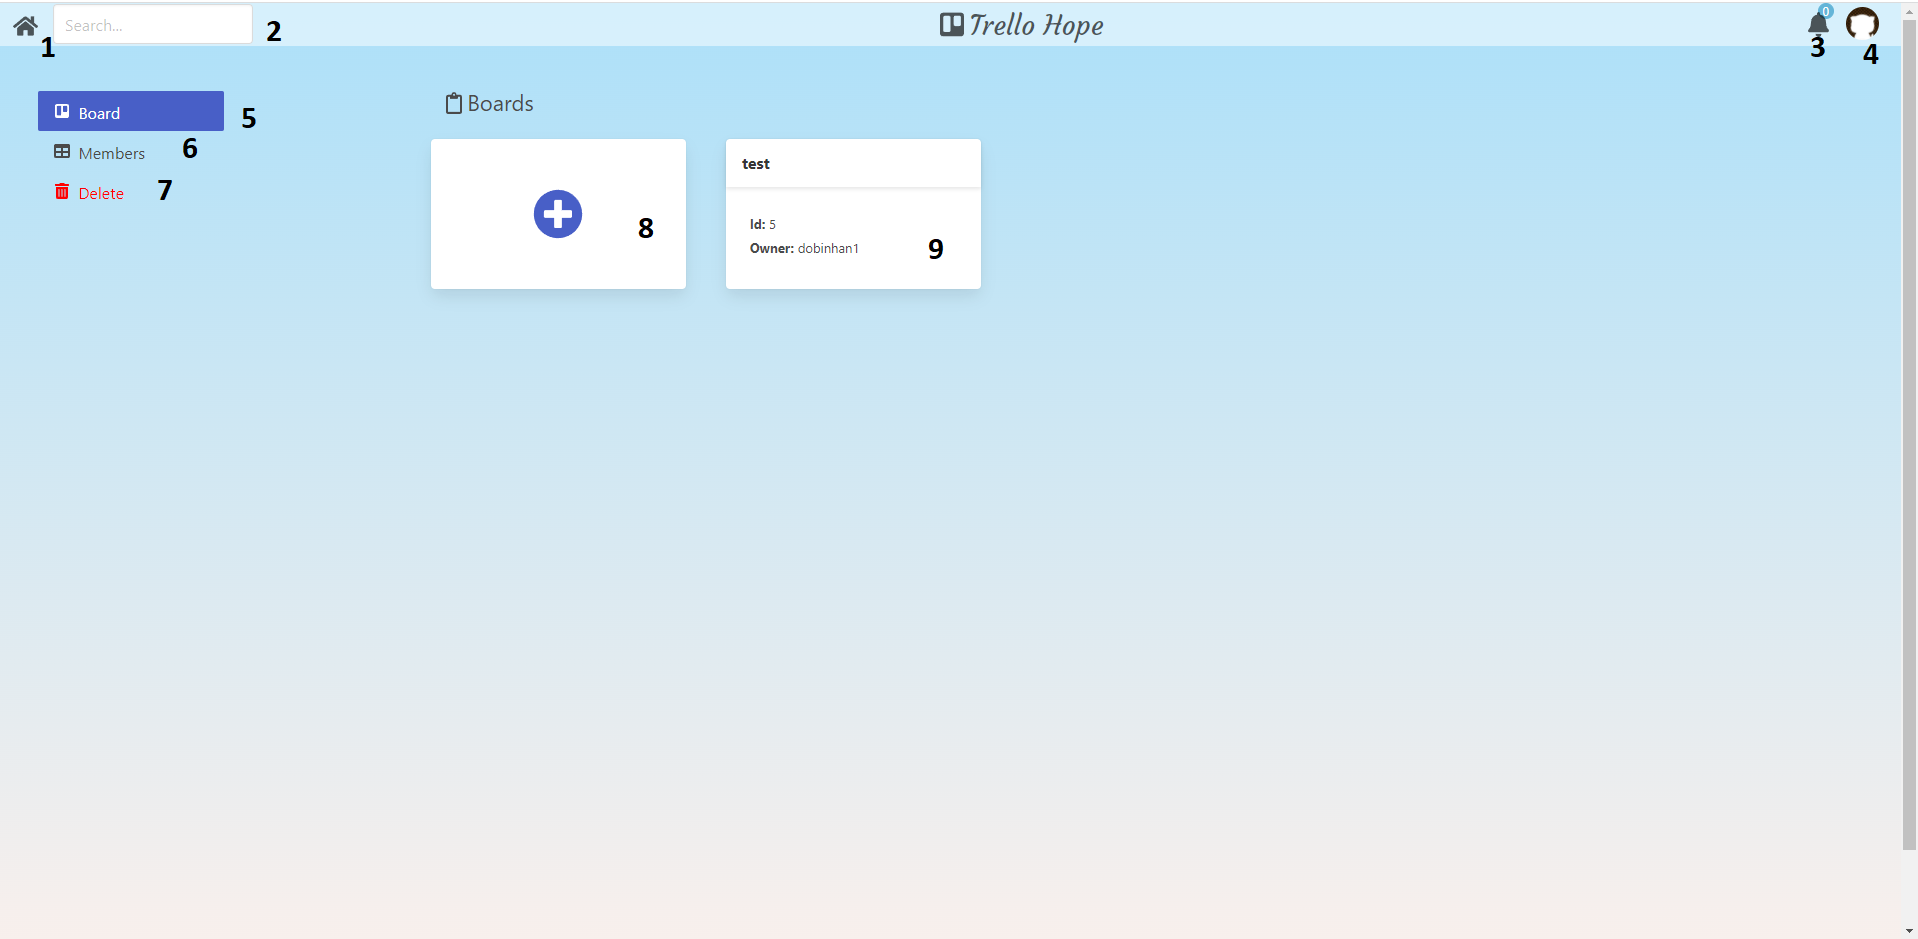 Search...
Trello Hope
0
1
2
3
4
Board
5
Members
6
Delete
7
Boards
8
test
Id: 5
Owner: dobinhan1
9